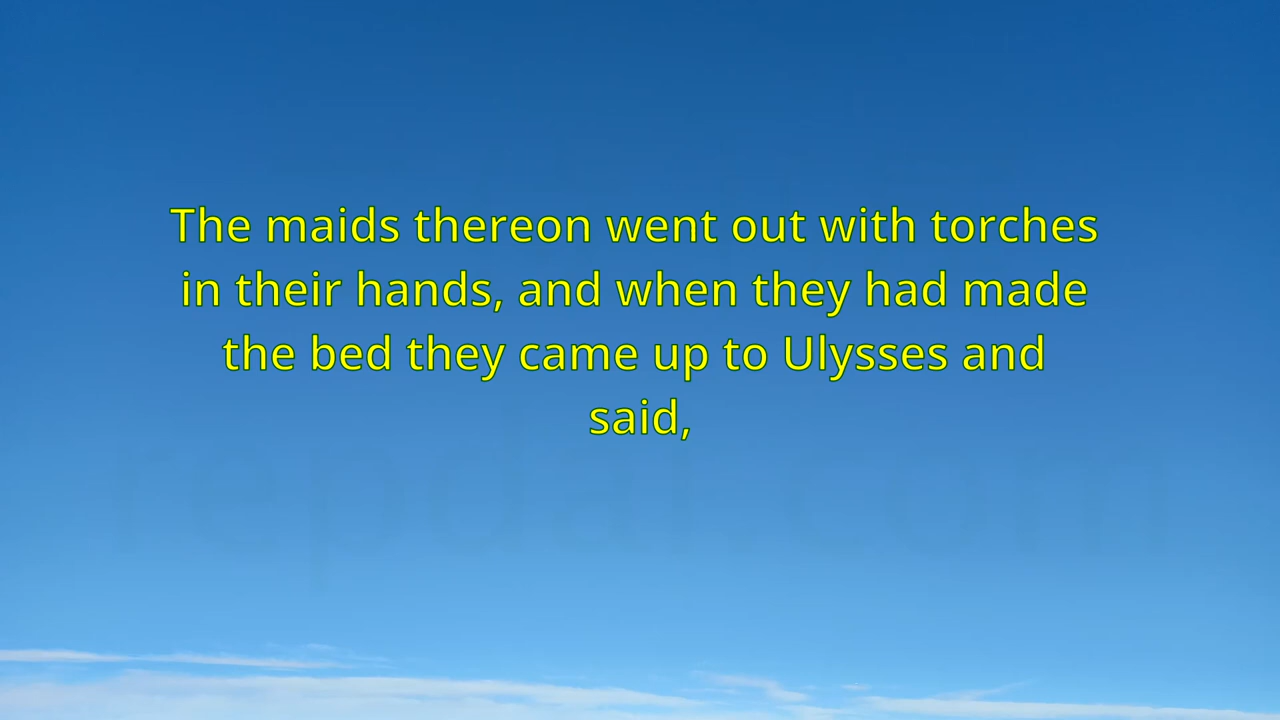 The maids thereon went out with torches
in their hands, and when they had made
the bed they came up to Ulysses and
said,